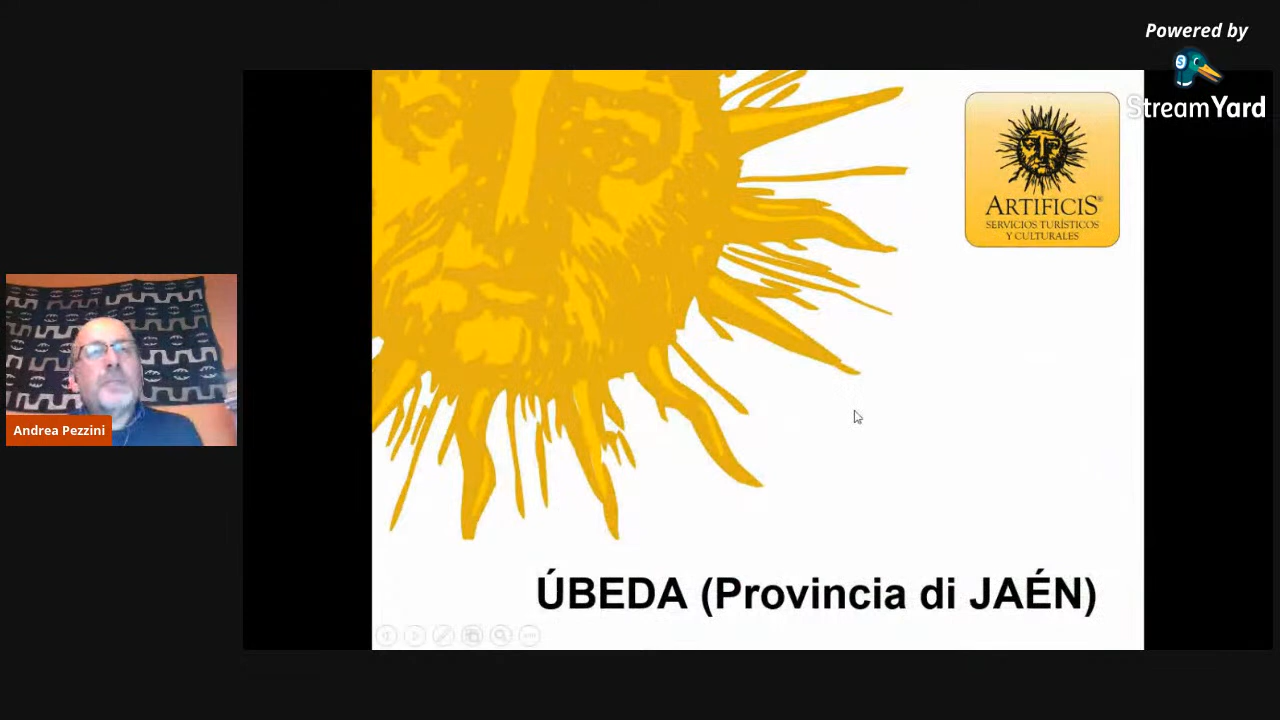 Powered by
StreamYard
ARTIFICIS®
SERVICIOS TURÍSTICOS
Y CULTURALES
Andrea Pezzini
ÚBEDA (Provincia di JAÉN)